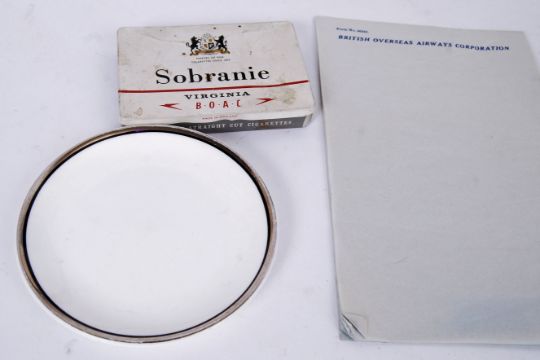 Sobranie
VIRGINIA
B·O·A·C
STRAIGHT CUT CIGARETTES
BRITISH OVERSEAS AIRWAYS CORPORATION